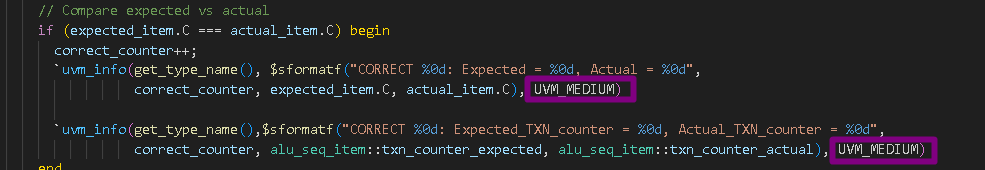 // Compare expected vs actual
if (expected_item.C === actual_item.C) begin
correct_counter++;
`uvm_info(get_type_name(), $sformatf("CORRECT %0d: Expected = %0d, Actual = %0d",
correct_counter, expected_item.C, actual_item.C), UVM_MEDIUM)
`uvm_info(get_type_name(),$sformatf("CORRECT %0d: Expected_TXN_counter = %0d, Actual_TXN_counter = %0d",
correct_counter, alu_seq_item::txn_counter_expected, alu_seq_item::txn_counter_actual), UVM_MEDIUM)
end